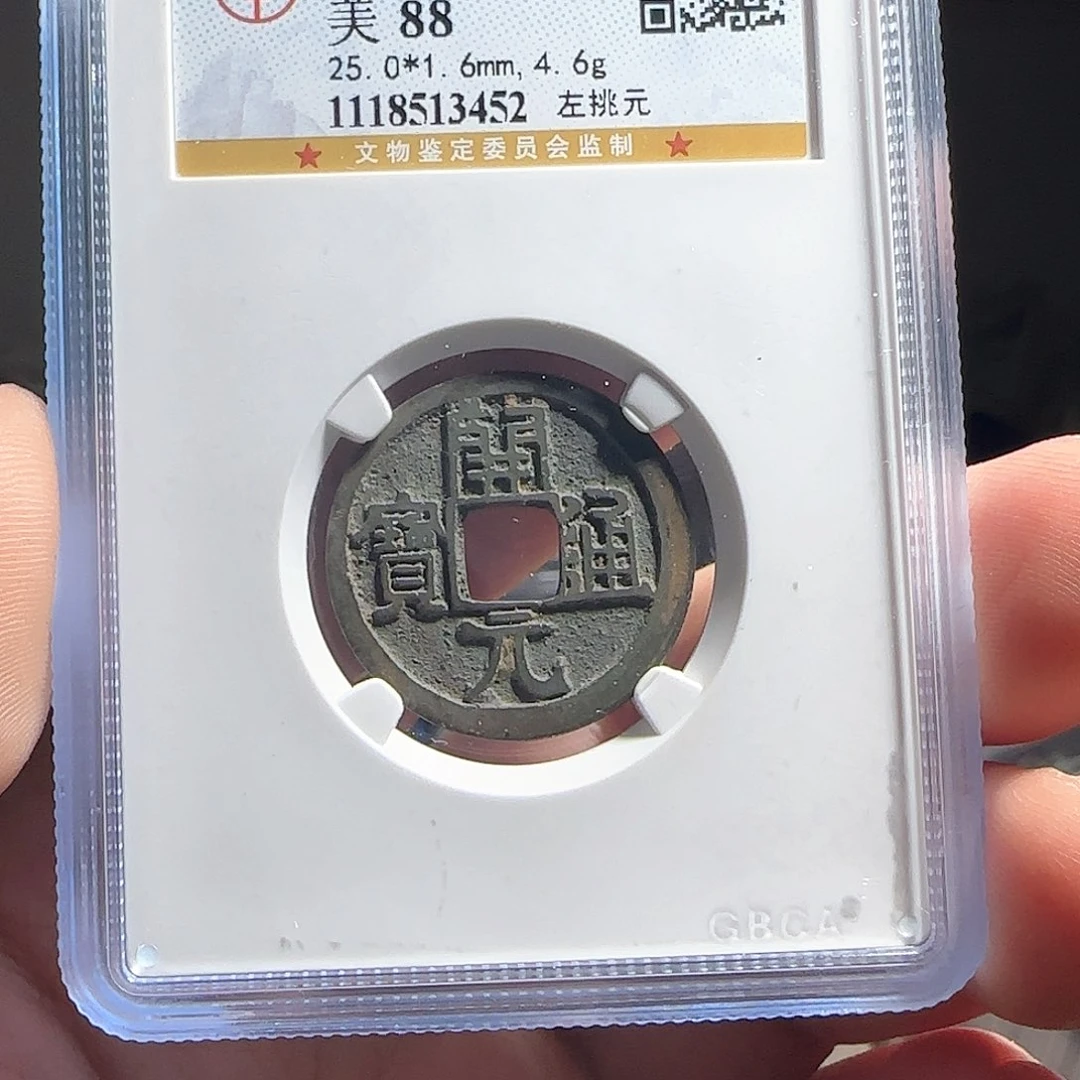 美 88
25.0*1.6mm, 4.6g
1118513452 左挑元
★ 文物鉴定委员会监制 ★
開
寶 通
元
GBCA